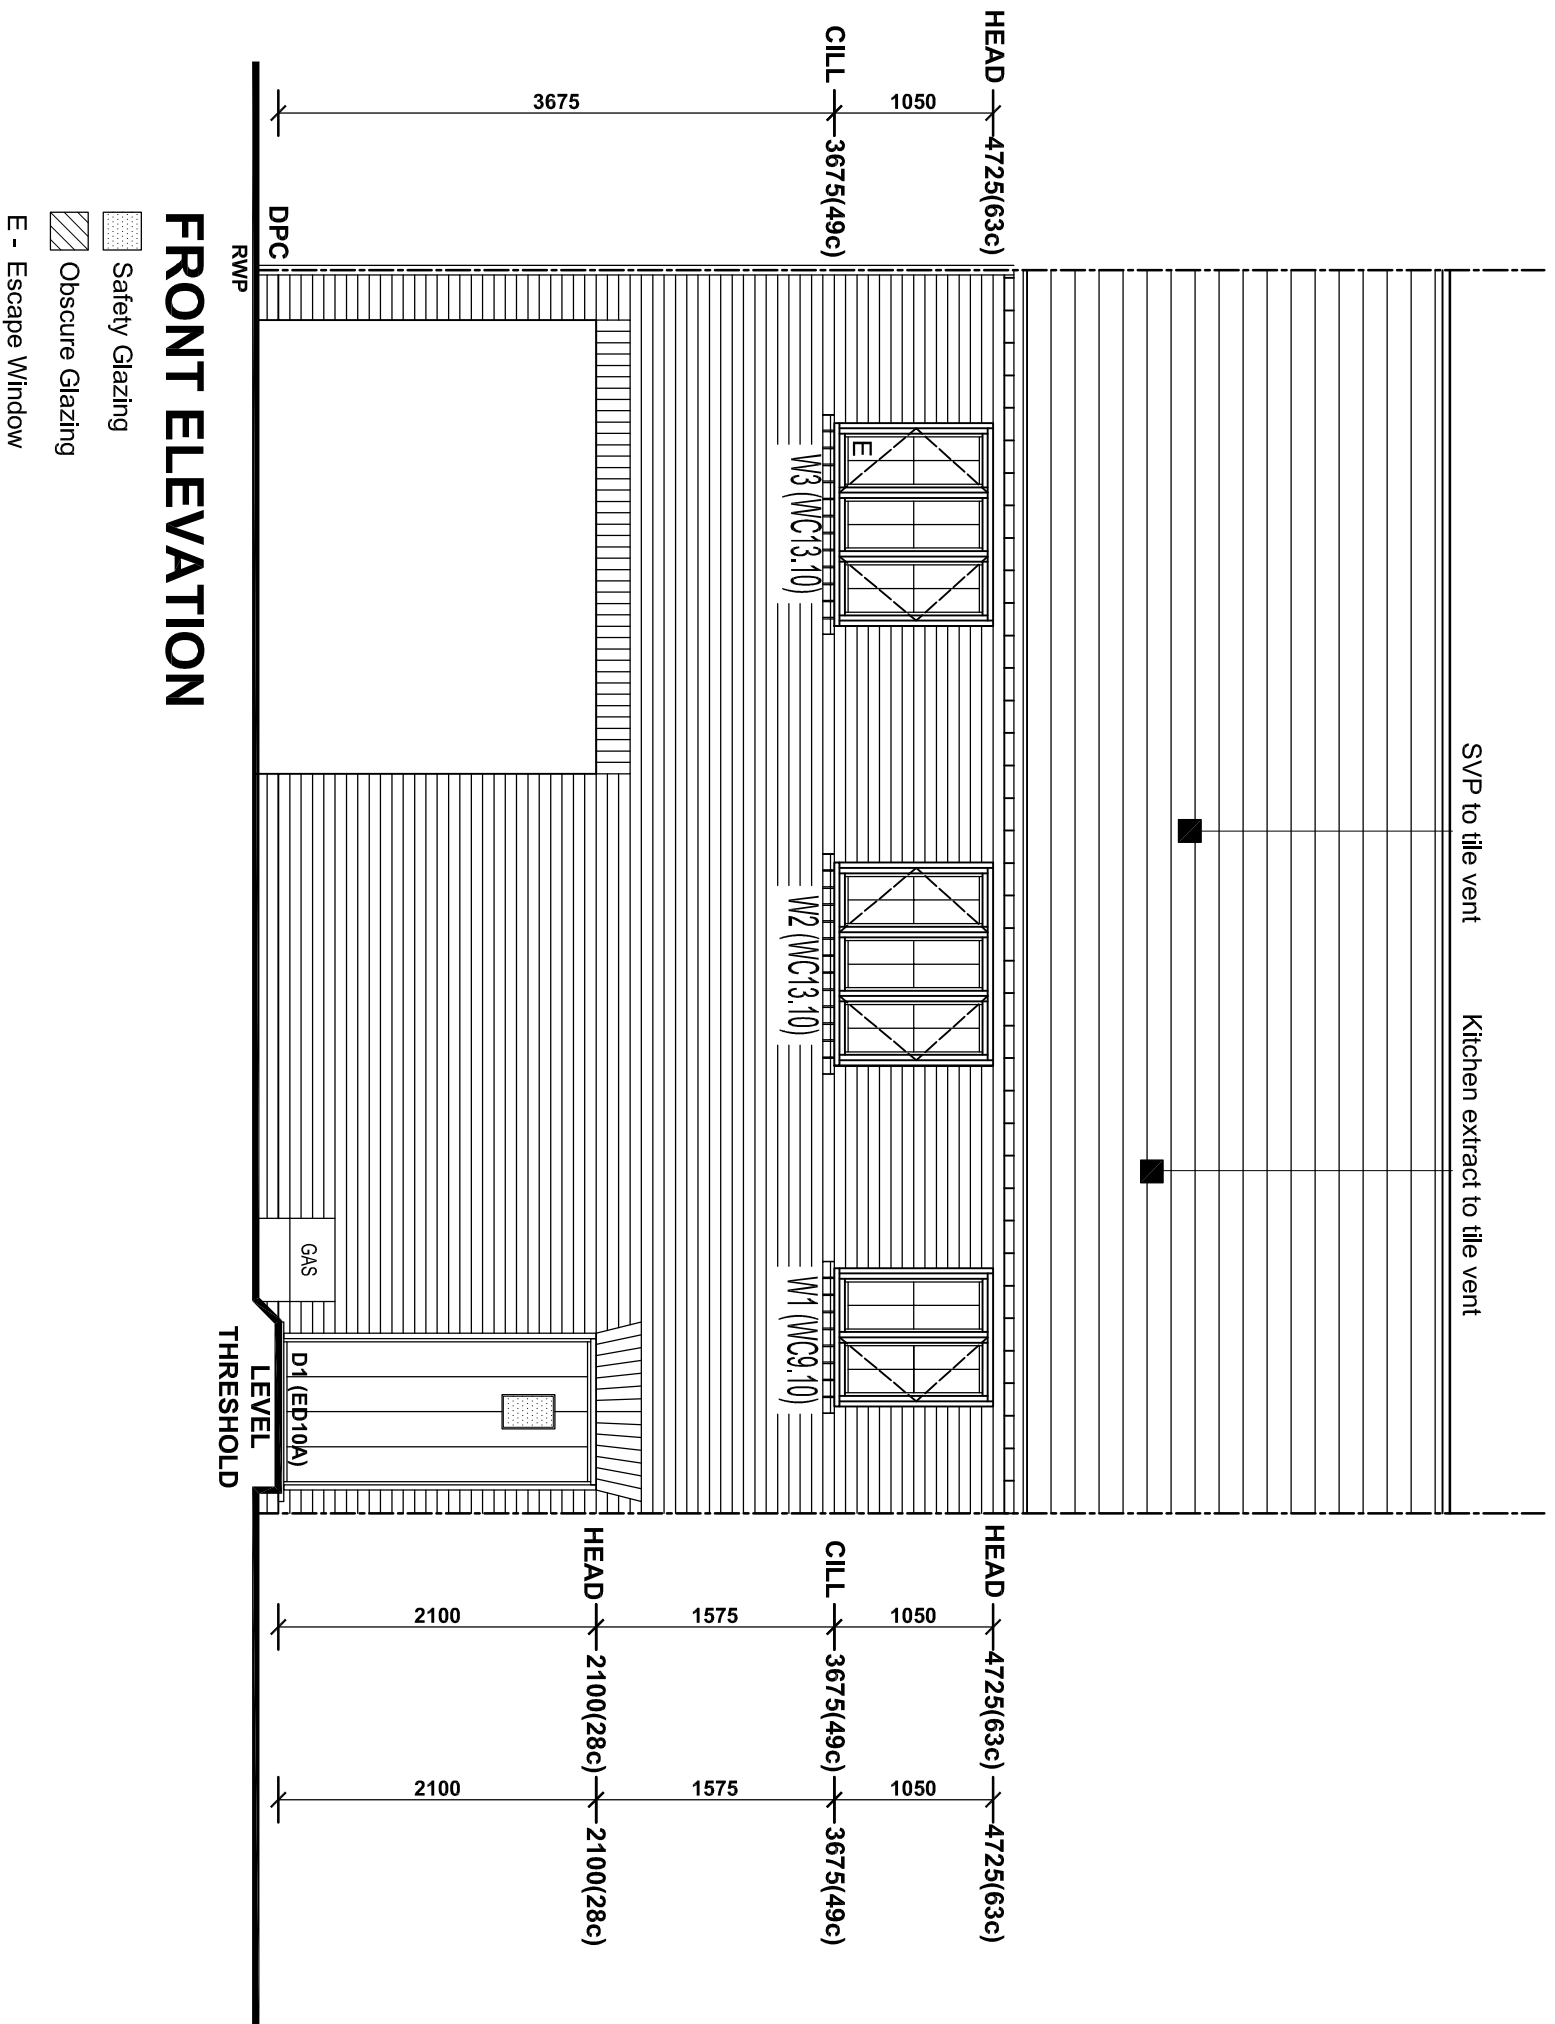 SVP to tile vent
Kitchen extract to tile vent
HEAD
4725(63c)
HEAD
4725(63c)
4725(63c)
1050
1050
1050
E
CILL
3675(49c)
CILL
3675(49c)
3675(49c)
W3 (WC13.10)
W2 (WC13.10)
W1 (WC9.10)
3675
1575
1575
HEAD
2100(28c)
2100(28c)
2100
2100
GAS
D1 (ED10A)
DPC
RWP
LEVEL
THRESHOLD
FRONT ELEVATION
Safety Glazing
Obscure Glazing
E - Escape Window